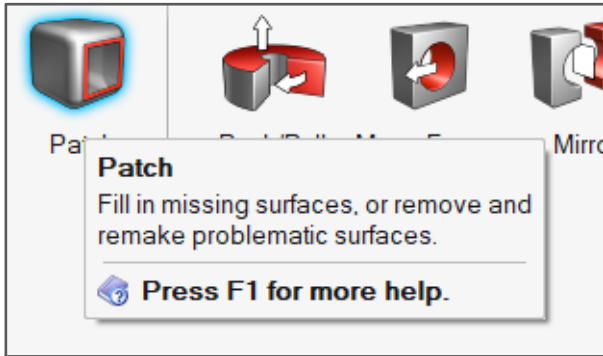 Patch
Fill in missing surfaces, or remove and
remake problematic surfaces.
Press F1 for more help.